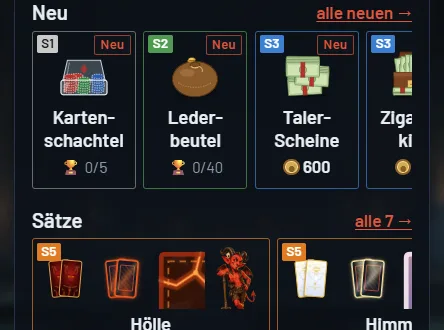 Neu
alle neuen →
S1
Neu
S2
Neu
S3
Neu
S3
Karten-
schachtel
Leder-
beutel
Taler-
Scheine
0/5
0/40
600
Sätze
alle 7 →
S5
S5
Hölle